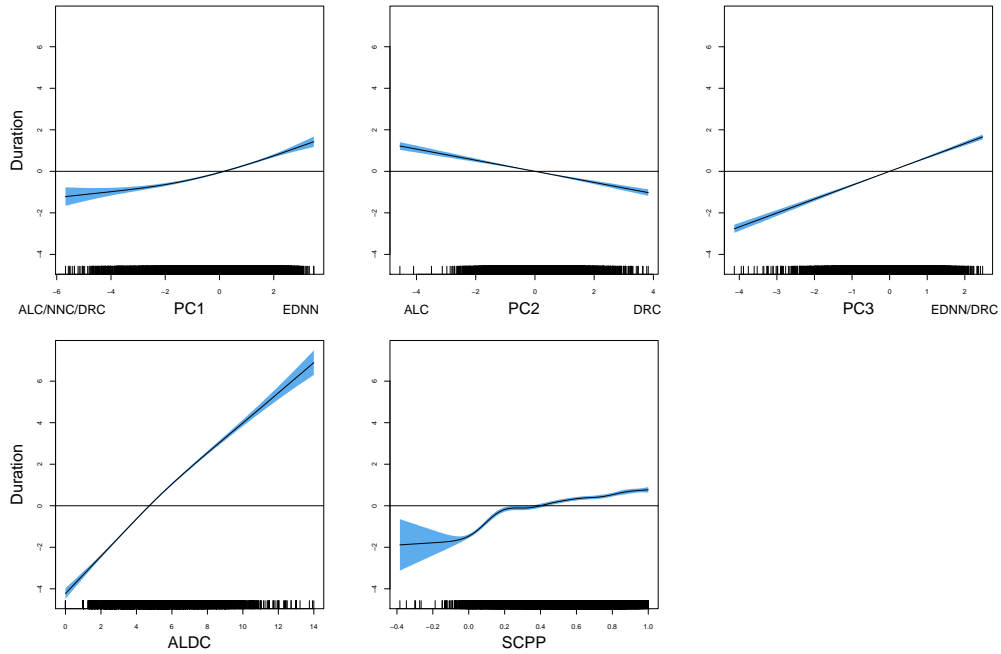 6
4
2
0
−2
−4
Duration
−6 −4 −2 0 2
ALC/NNC/DRC PC1 EDNN
6
4
2
0
−2
−4
−4 −2 0 2 4
ALC PC2 DRC
6
4
2
0
−2
−4
−4 −3 −2 −1 0 1 2
PC3 EDNN/DRC
6
4
2
0
−2
−4
Duration
0 2 4 6 8 10 12 14
ALDC
6
4
2
0
−2
−4
−0.4 −0.2 0.0 0.2 0.4 0.6 0.8 1.0
SCPP